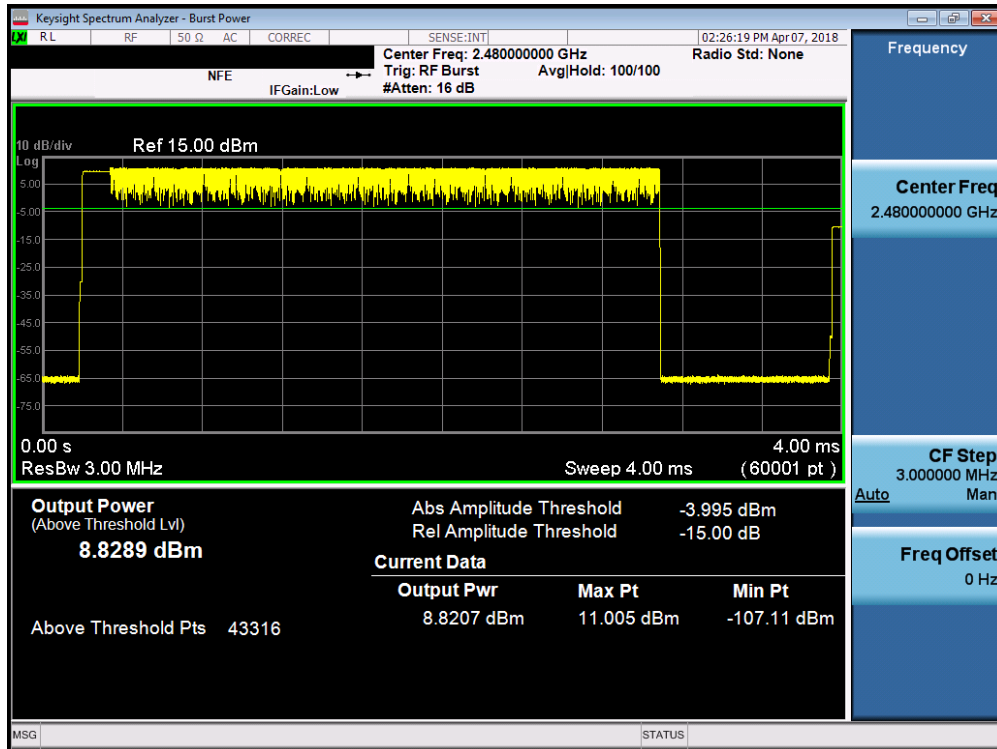 Keysight Spectrum Analyzer - Burst Power
LXI RL RF 50 Ω AC CORREC SENSE:INT 02:26:19 PM Apr 07, 2018
Center Freq: 2.480000000 GHz Radio Std: None
NFE Trig: RF Burst Avg|Hold: 100/100
IFGain:Low #Atten: 16 dB
10 dB/div Ref 15.00 dBm
Log
5.00
-5.00
-15.0
-25.0
-35.0
-45.0
-55.0
-65.0
-75.0
0.00 s 4.00 ms
ResBw 3.00 MHz Sweep 4.00 ms (60001 pt)
Output Power
(Above Threshold Lvl)
8.8289 dBm
Above Threshold Pts 43316
Abs Amplitude Threshold -3.995 dBm
Rel Amplitude Threshold -15.00 dB
Current Data
Output Pwr Max Pt Min Pt
8.8207 dBm 11.005 dBm -107.11 dBm
Frequency
Center Freq
2.480000000 GHz
CF Step
3.000000 MHz
Auto Man
Freq Offset
0 Hz
MSG STATUS